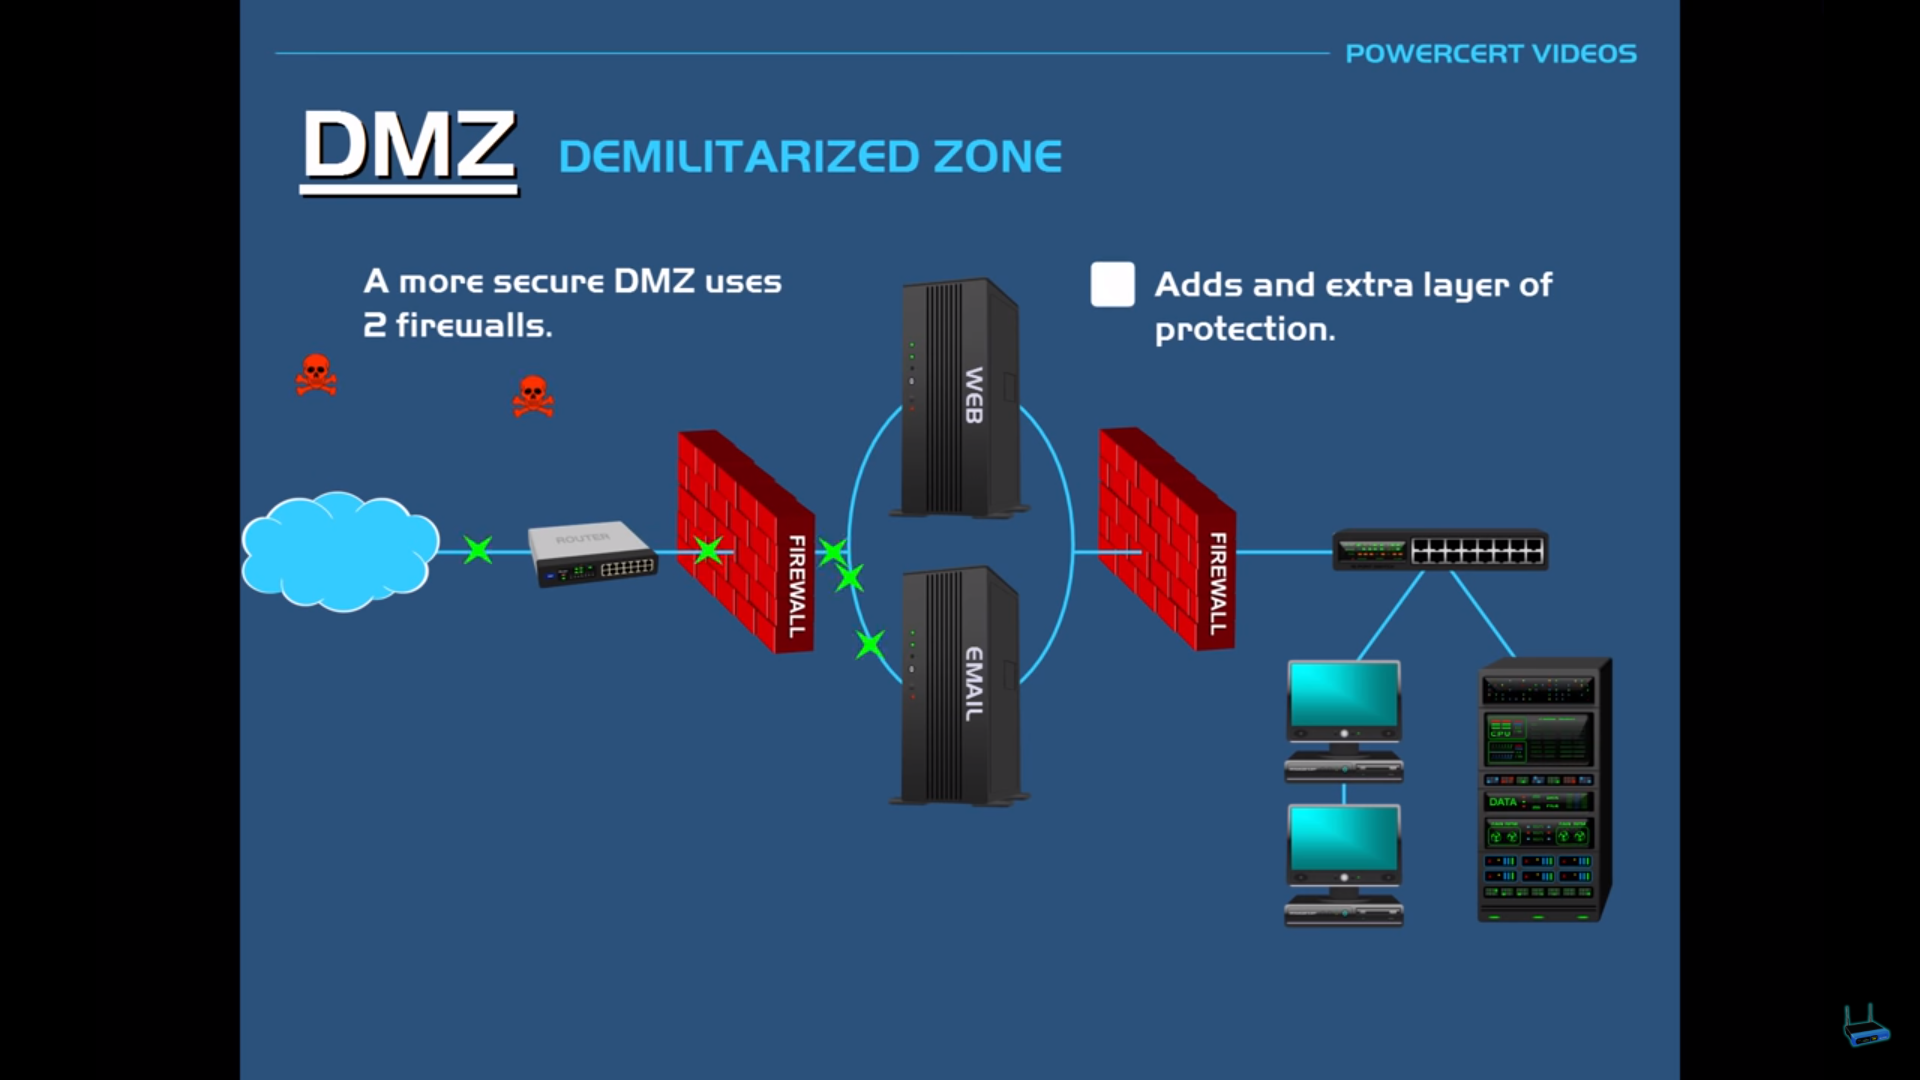 POWERCERT VIDEOS
DMZ DEMILITARIZED ZONE
A more secure DMZ uses
2 firewalls.
Adds and extra layer of
protection.
WEB
ROUTER
FIREWALL
FIREWALL
EMAIL
CPU
DATA